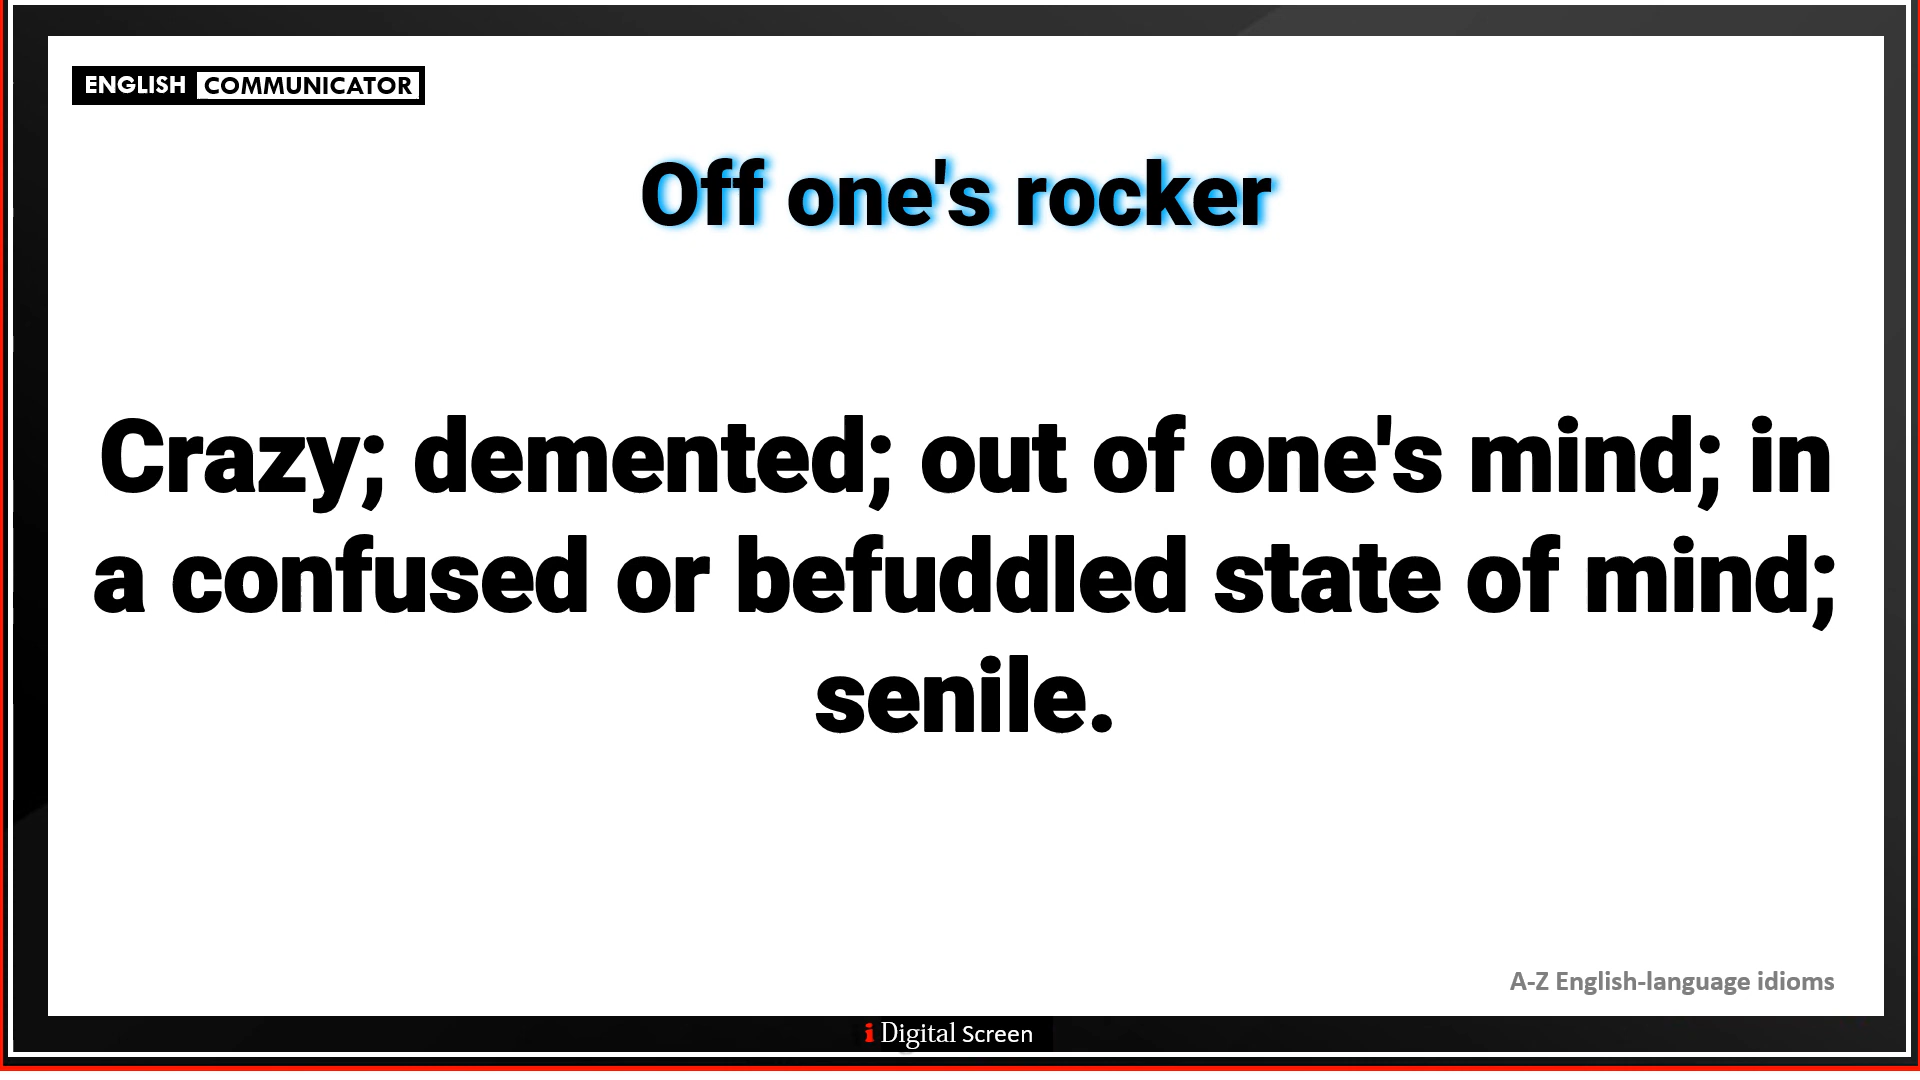 ENGLISH COMMUNICATOR
Off one's rocker
Crazy; demented; out of one's mind; in
a confused or befuddled state of mind;
senile.
A-Z English-language idioms
i Digital Screen